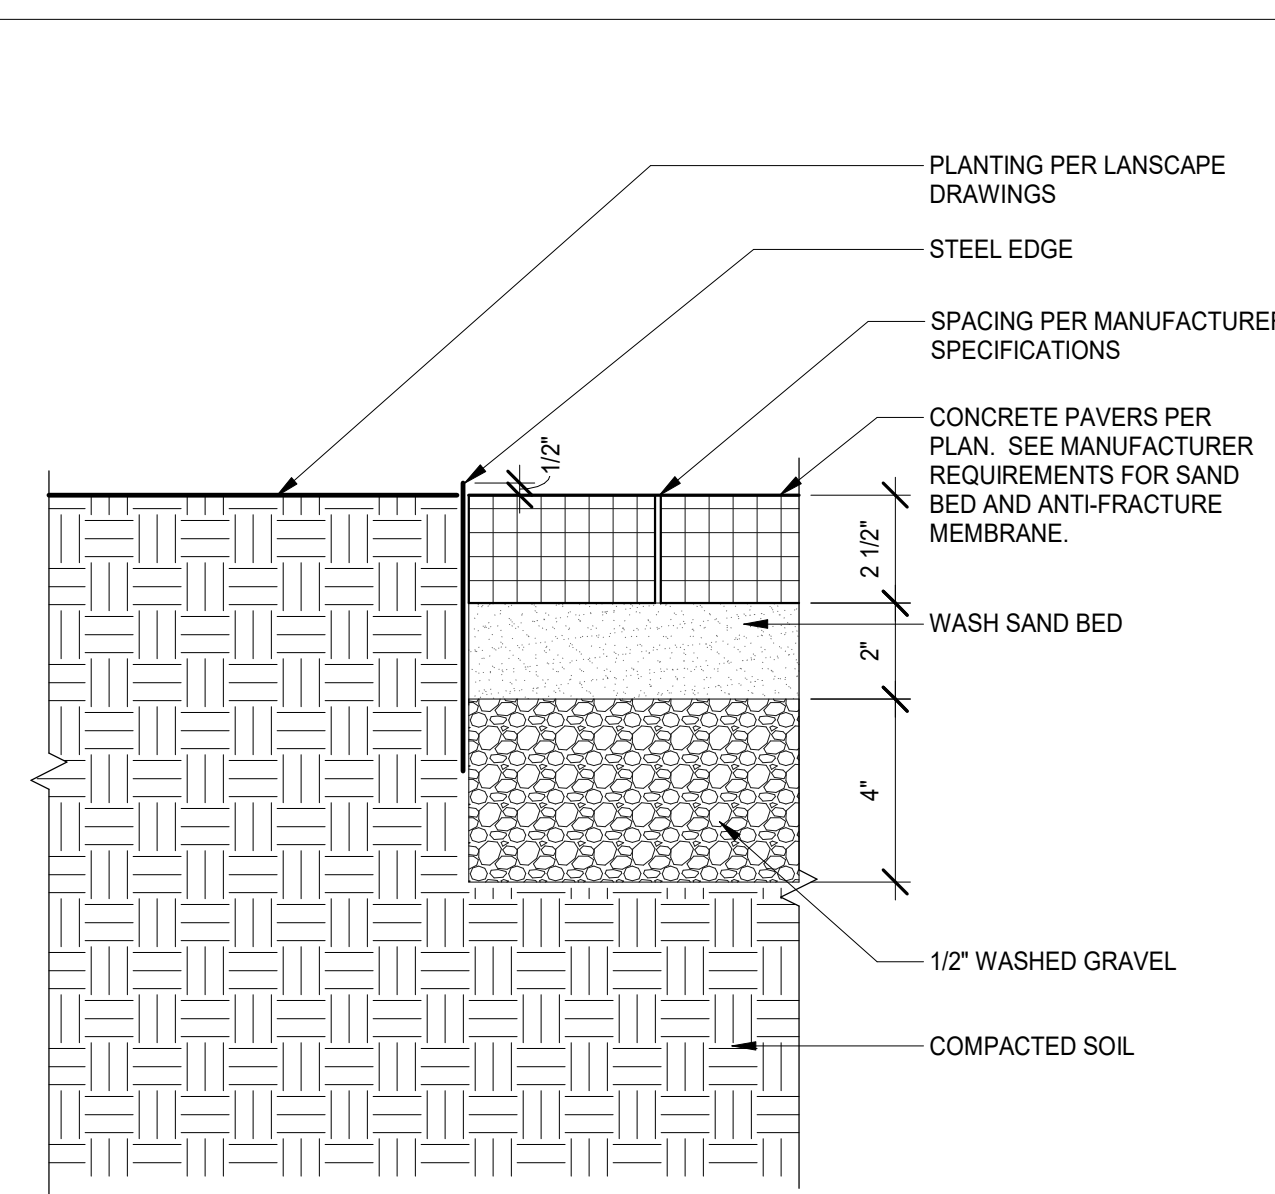 PLANTING PER LANSCAPE
DRAWINGS
STEEL EDGE
SPACING PER MANUFACTURER
SPECIFICATIONS
CONCRETE PAVERS PER
PLAN. SEE MANUFACTURER
REQUIREMENTS FOR SAND
BED AND ANTI-FRACTURE
MEMBRANE.
1/2"
2 1/2"
WASH SAND BED
2"
4"
1/2" WASHED GRAVEL
COMPACTED SOIL